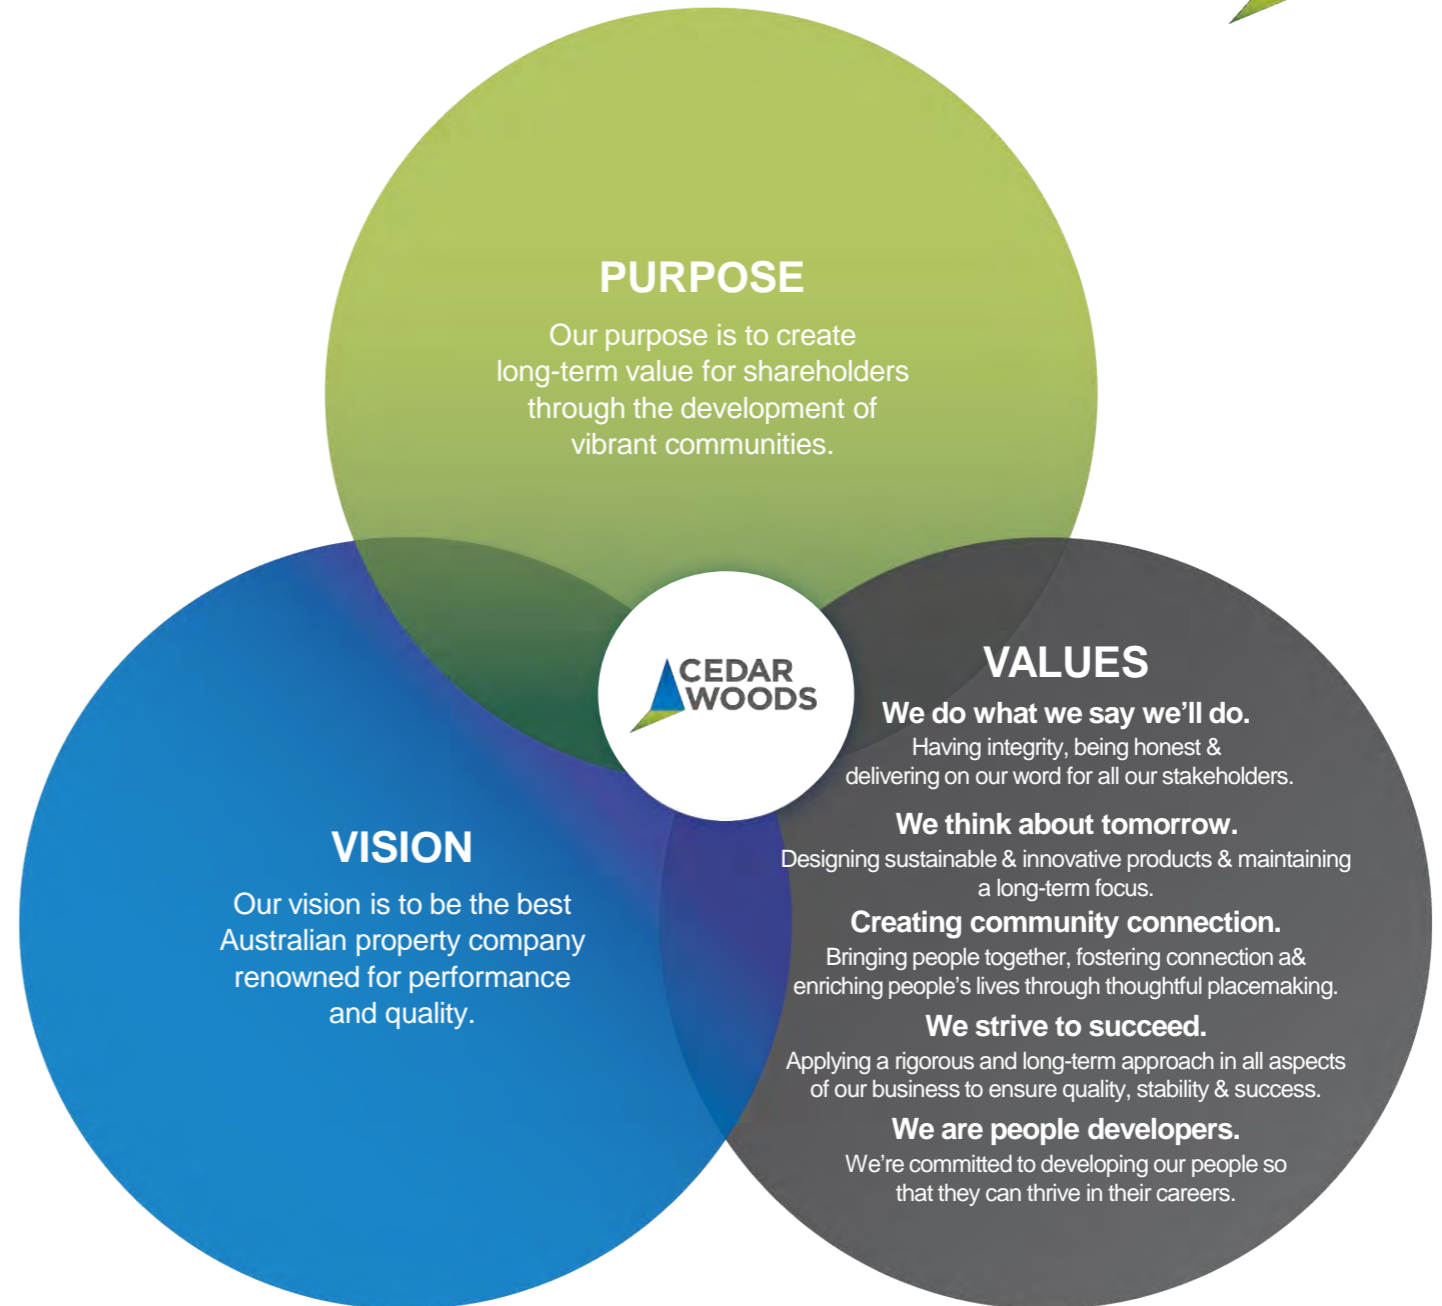 PURPOSE
Our purpose is to create
long-term value for shareholders
through the development of
vibrant communities.
CEDAR
WOODS
VISION
Our vision is to be the best
Australian property company
renowned for performance
and quality.
VALUES
We do what we say we’ll do.
Having integrity, being honest &
delivering on our word for all our stakeholders.
We think about tomorrow.
Designing sustainable & innovative products & maintaining
a long-term focus.
Creating community connection.
Bringing people together, fostering connection a&
enriching people’s lives through thoughtful placemaking.
We strive to succeed.
Applying a rigorous and long-term approach in all aspects
of our business to ensure quality, stability & success.
We are people developers.
We’re committed to developing our people so
that they can thrive in their careers.